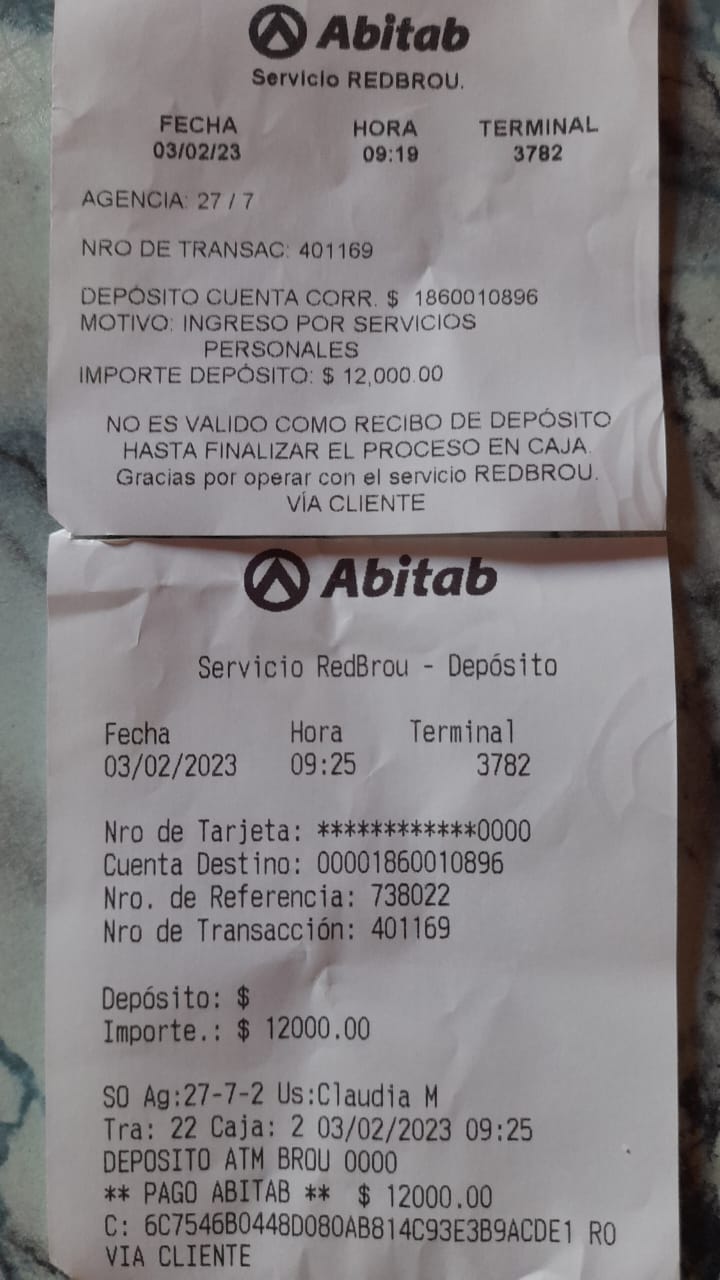 Abitab
Servicio REDBROU.
FECHA HORA TERMINAL
03/02/23 09:19 3782
AGENCIA: 27 / 7
NRO DE TRANSAC: 401169
DEPÓSITO CUENTA CORR. $ 1860010896
MOTIVO: INGRESO POR SERVICIOS
PERSONALES
IMPORTE DEPÓSITO: $ 12,000.00
NO ES VALIDO COMO RECIBO DE DEPÓSITO
HASTA FINALIZAR EL PROCESO EN CAJA.
Gracias por operar con el servicio REDBROU.
VÍA CLIENTE
Abitab
Servicio RedBrou - Depósito
Fecha Hora Terminal
03/02/2023 09:25 3782
Nro de Tarjeta: ************0000
Cuenta Destino: 00001860010896
Nro. de Referencia: 738022
Nro de Transacción: 401169
Depósito: $
Importe.: $ 12000.00
SO Ag:27-7-2 Us:Claudia M
Tra: 22 Caja: 2 03/02/2023 09:25
DEPOSITO ATM BROU 0000
** PAGO ABITAB ** $ 12000.00
C: 6C7546B0448D080AB814C93E3B9ACDE1 RO
VIA CLIENTE